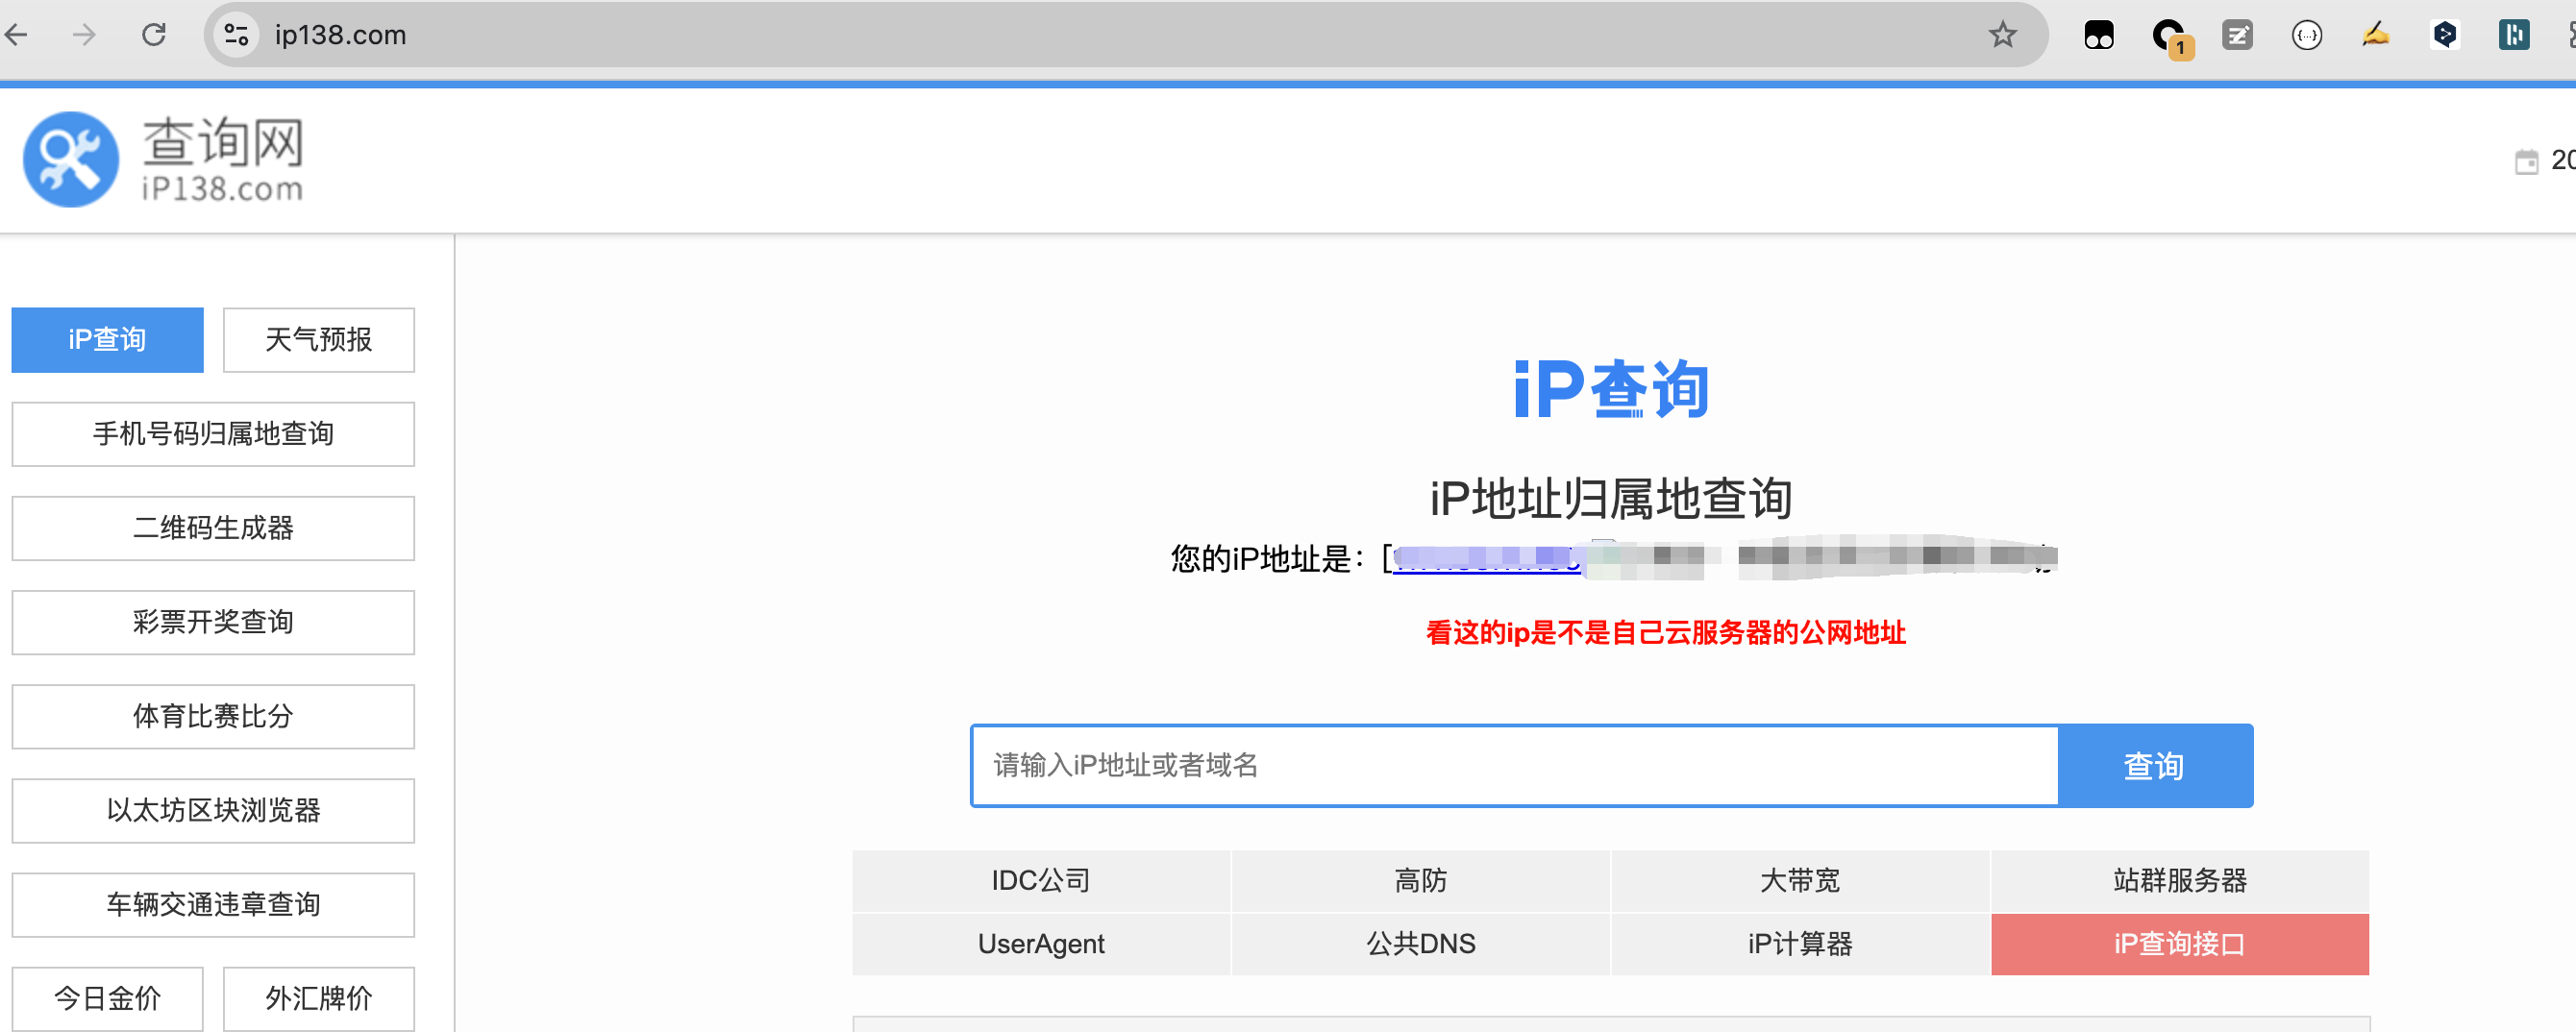 ip138.com
1
查询网
iP138.com
20
iP查询
天气预报
手机号码归属地查询
二维码生成器
彩票开奖查询
体育比赛比分
以太坊区块浏览器
车辆交通违章查询
今日金价
外汇牌价
iP查询
iP地址归属地查询
您的iP地址是：[
看这的ip是不是自己云服务器的公网地址
请输入iP地址或者域名
查询
IDC公司
高防
大带宽
站群服务器
UserAgent
公共DNS
iP计算器
iP查询接口